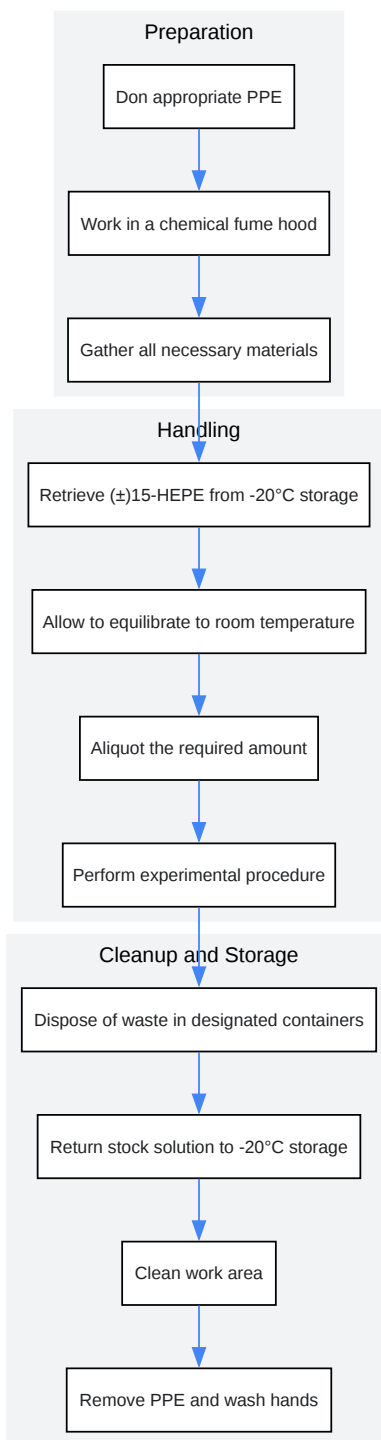 Preparation
Don appropriate PPE
Work in a chemical fume hood
Gather all necessary materials
Handling
Retrieve (±)15-HEPE from -20°C storage
Allow to equilibrate to room temperature
Aliquot the required amount
Perform experimental procedure
Cleanup and Storage
Dispose of waste in designated containers
Return stock solution to -20°C storage
Clean work area
Remove PPE and wash hands